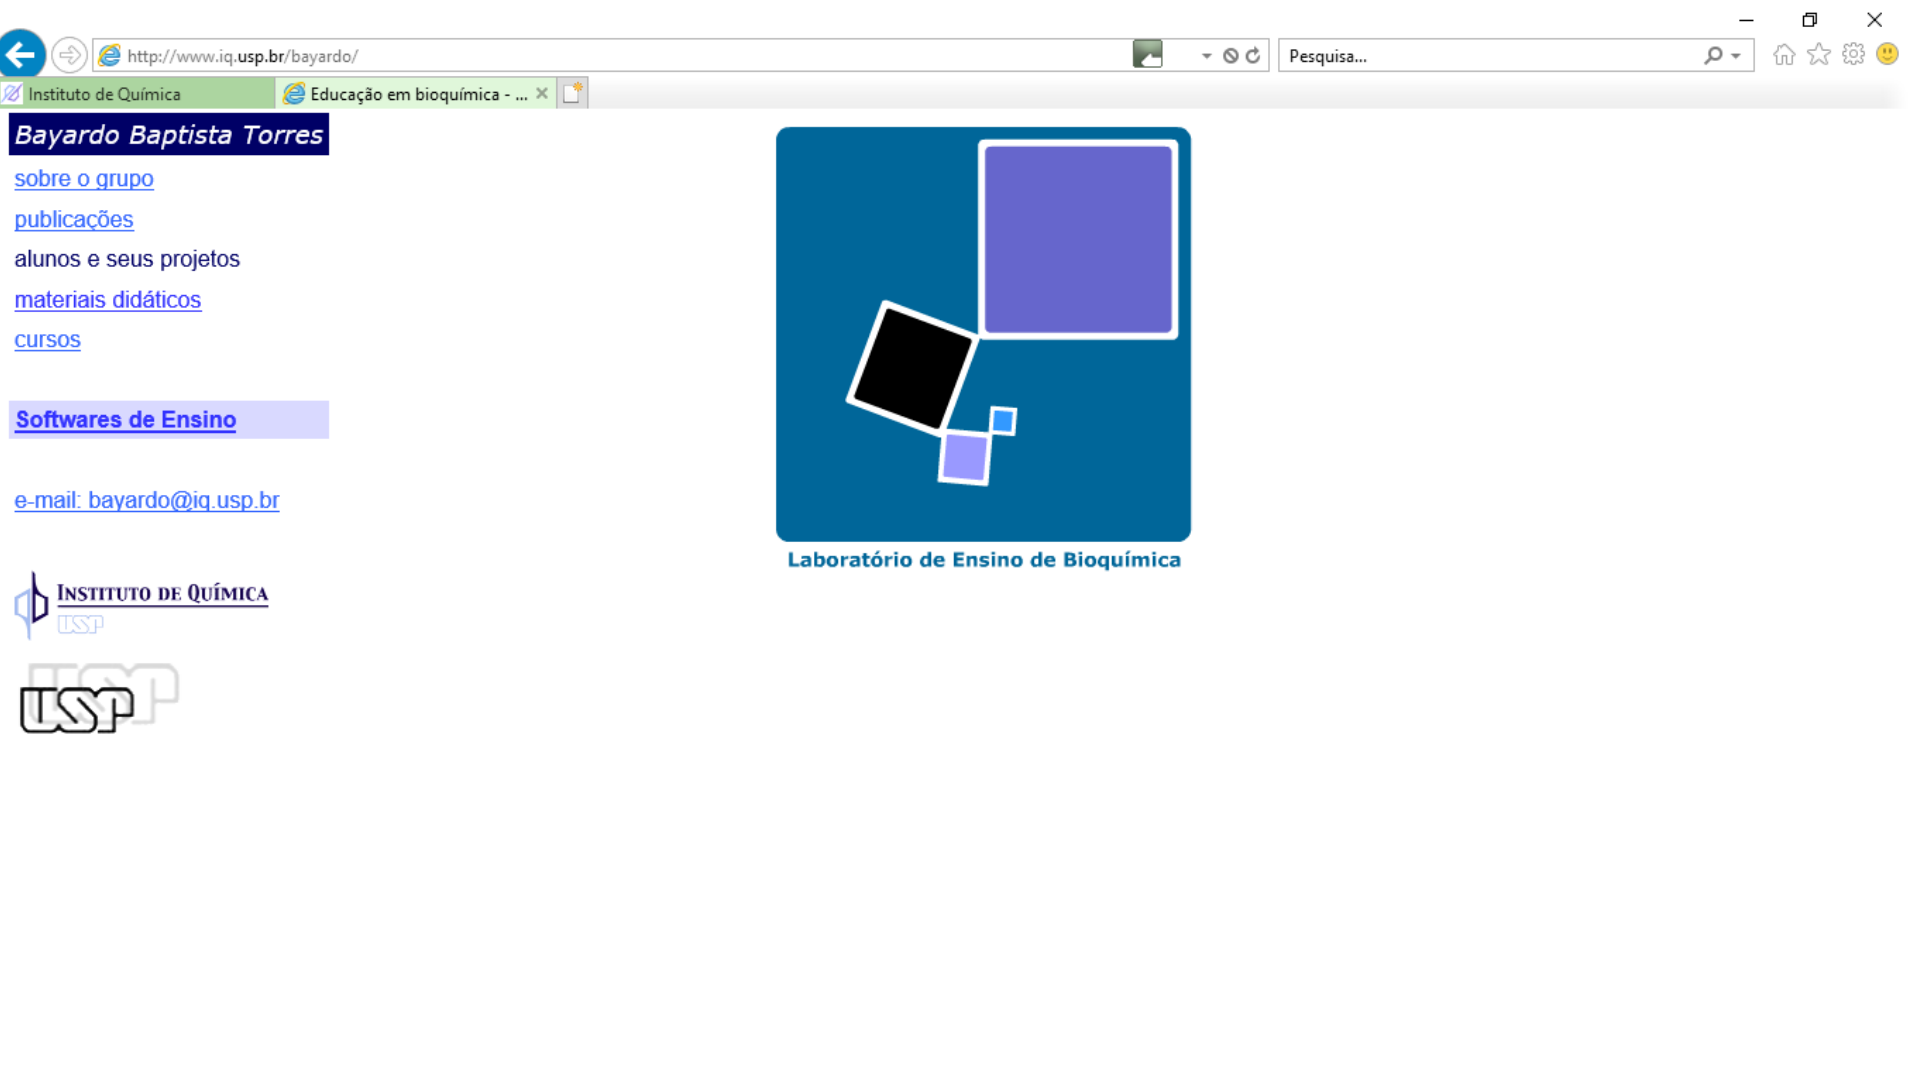 http://www.iq.usp.br/bayardo/
Pesquisa...
Instituto de Química
Educação em bioquímica - ...
Bayardo Baptista Torres
sobre o grupo
publicações
alunos e seus projetos
materiais didáticos
cursos
Softwares de Ensino
e-mail: bayardo@iq.usp.br
INSTITUTO DE QUÍMICA
USP
USP
Laboratório de Ensino de Bioquímica